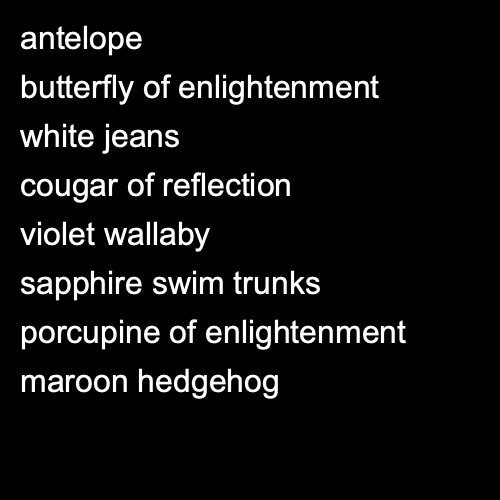 antelope
butterfly of enlightenment
white jeans
cougar of reflection
violet wallaby
sapphire swim trunks
porcupine of enlightenment
maroon hedgehog